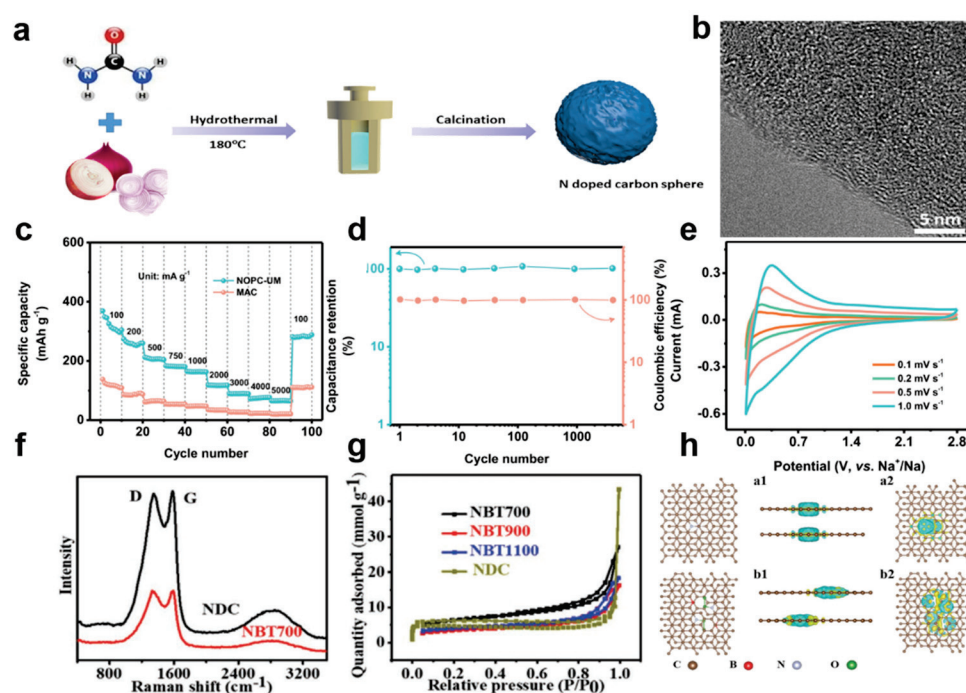 a
O
C
H
N
N
H
H
H
Hydrothermal
180°C
Calcination
N doped carbon sphere
b
5 nm
c
600
400
200
0
Specific capacity
(mAh g⁻¹)
Unit: mA g⁻¹
NOPC-UM
MAC
100
200
500
750
1000
2000
3000
4000
5000
100
0
20
40
60
80
100
Cycle number
d
Capacitance retention
(%)
100
10
1
1
10
100
1000
Cycle number
100
10
1
Coulombic efficiency (%)
e
Current (mA)
0.3
0.0
-0.3
-0.6
0.1 mV s⁻¹
0.2 mV s⁻¹
0.5 mV s⁻¹
1.0 mV s⁻¹
0.0
0.7
1.4
2.1
2.8
Potential (V, vs. Na⁺/Na)
f
D
G
Intensity
NDC
NBT700
800
1600
2400
3200
Raman shift (cm⁻¹)
g
Quantity adsorbed (mmol g⁻¹)
50
40
30
20
10
0
NBT700
NBT900
NBT1100
NDC
0.0
0.2
0.4
0.6
0.8
1.0
Relative pressure (P/P0)
h
a1
a2
b1
b2
C
B
N
O